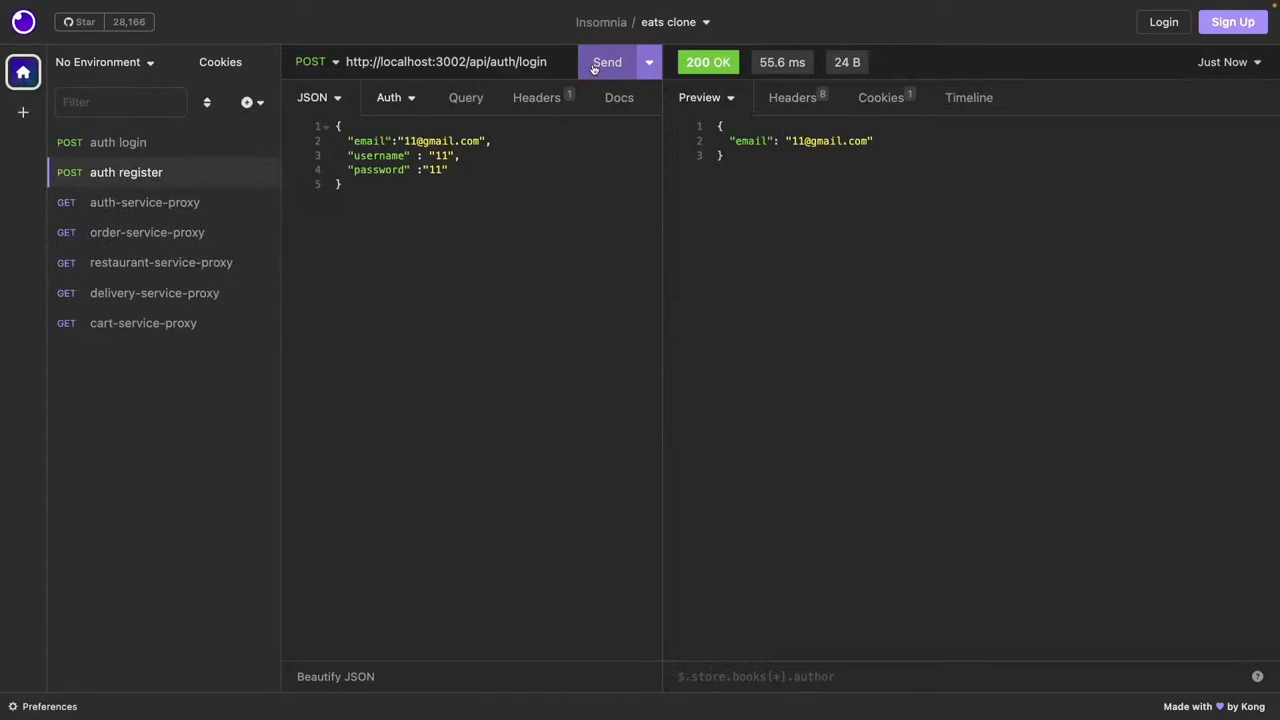 Star 28,166
Insomnia / eats clone
Login Sign Up
No Environment Cookies
Filter
POST auth login
POST auth register
GET auth-service-proxy
GET order-service-proxy
GET restaurant-service-proxy
GET delivery-service-proxy
GET cart-service-proxy
POST http://localhost:3002/api/auth/login Send
JSON Auth Query Headers 1 Docs
1 {
2 "email":"11@gmail.com",
3 "username" : "11",
4 "password" :"11"
5 }
Beautify JSON
200 OK 55.6 ms 24 B Just Now
Preview Headers 8 Cookies 1 Timeline
1 {
2 "email": "11@gmail.com"
3 }
$.store.books[*].author
Preferences
Made with by Kong